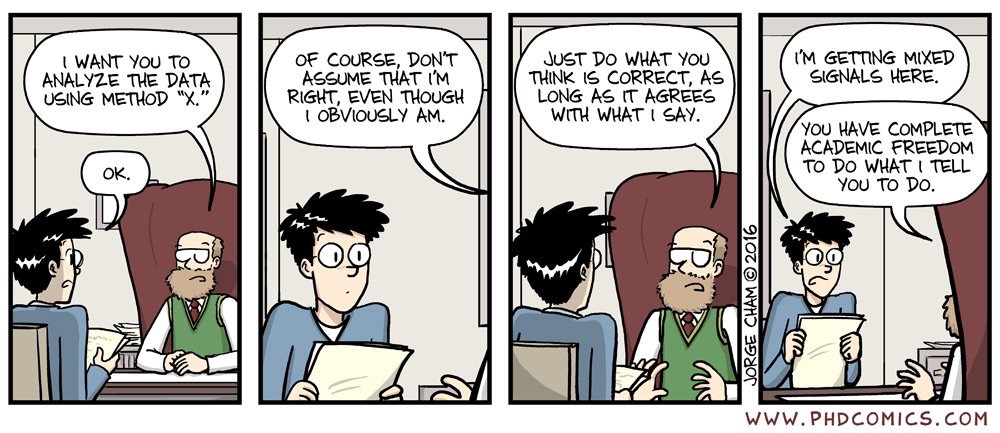 I WANT YOU TO
ANALYZE THE DATA
USING METHOD "X."
OK.
OF COURSE, DON'T
ASSUME THAT I'M
RIGHT, EVEN THOUGH
I OBVIOUSLY AM.
JUST DO WHAT YOU
THINK IS CORRECT, AS
LONG AS IT AGREES
WITH WHAT I SAY.
I'M GETTING MIXED
SIGNALS HERE.
YOU HAVE COMPLETE
ACADEMIC FREEDOM
TO DO WHAT I TELL
YOU TO DO.
JORGE CHAM © 2016
WWW.PHDCOMICS.COM